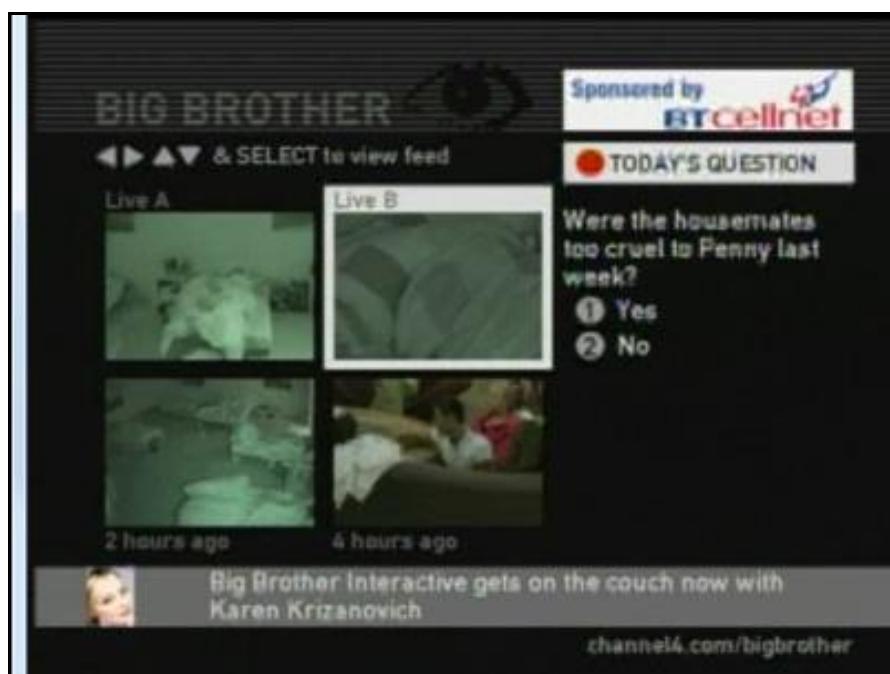 BIG BROTHER
Sponsored by
BTcellnet
◀ ▶ ▲▼ & SELECT to view feed
TODAY'S QUESTION
Live A
Live B
Were the housemates
too cruel to Penny last
week?
1 Yes
2 No
2 hours ago
4 hours ago
Big Brother Interactive gets on the couch now with
Karen Krizanovich
channel4.com/bigbrother